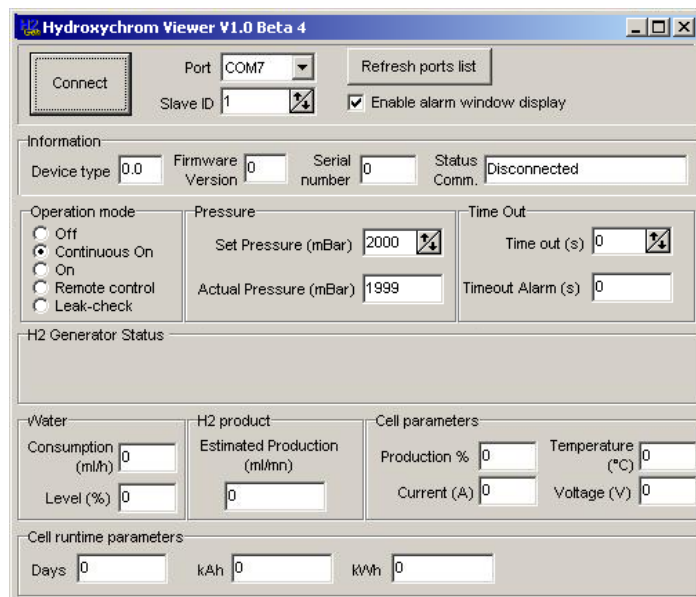 H2 Gen Hydroxychrom Viewer V1.0 Beta 4
Connect
Port COM7 Refresh ports list
Slave ID 1 Enable alarm window display
Information
Device type 0.0 Firmware Version 0 Serial number 0 Status Comm. Disconnected
Operation mode
Off
Continuous On
On
Remote control
Leak-check
Pressure
Set Pressure (mBar) 2000
Actual Pressure (mBar) 1999
Time Out
Time out (s) 0
Timeout Alarm (s) 0
H2 Generator Status
Water
Consumption (ml/h) 0
Level (%) 0
H2 product
Estimated Production
(ml/mn)
0
Cell parameters
Production % 0 Temperature (°C) 0
Current (A) 0 Voltage (V) 0
Cell runtime parameters
Days 0 kAh 0 kWh 0